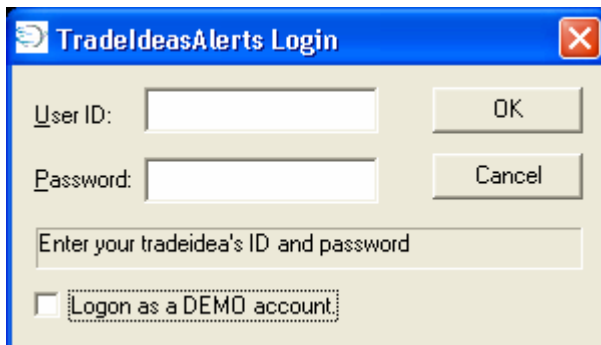 TradeIdeasAlerts Login
User ID:
OK
Password:
Cancel
Enter your tradeidea's ID and password
Logon as a DEMO account.